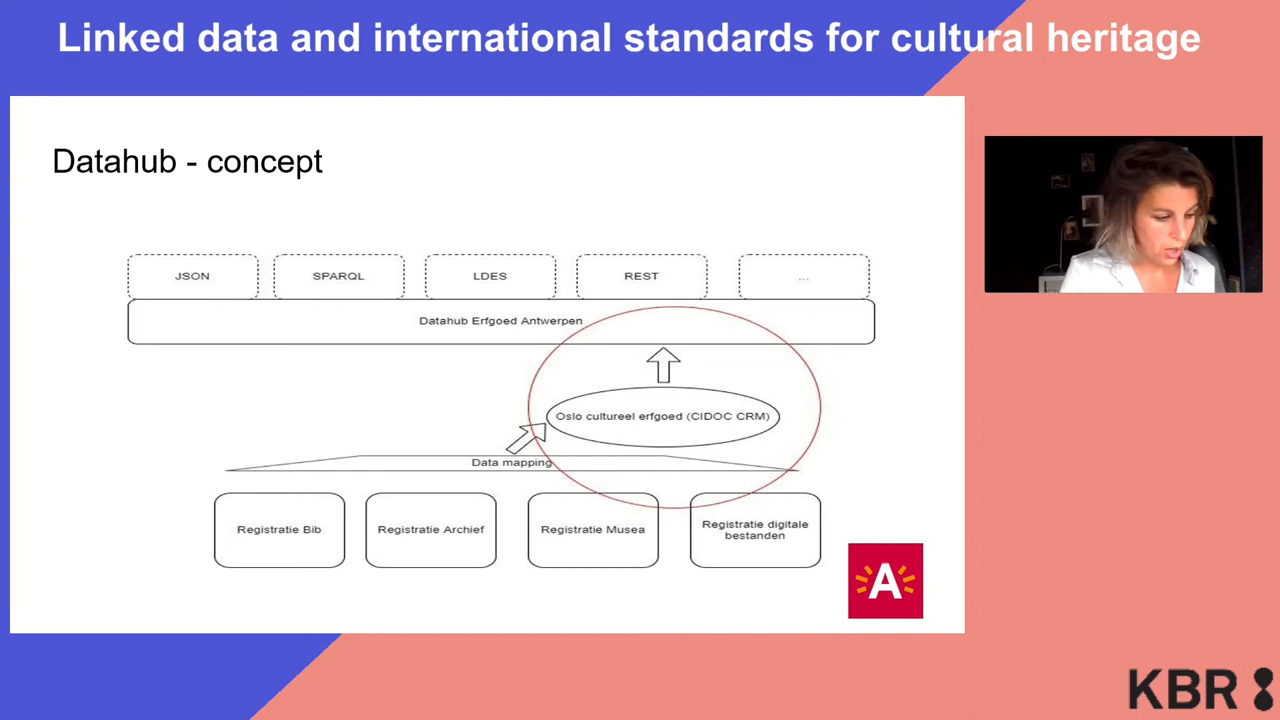 Linked data and international standards for cultural heritage
Datahub - concept
JSON
SPARQL
LDES
REST
...
Datahub Erfgoed Antwerpen
Oslo cultureel erfgoed (CIDOC CRM)
Data mapping
Registratie Bib
Registratie Archief
Registratie Musea
Registratie digitale
bestanden
A
KBR